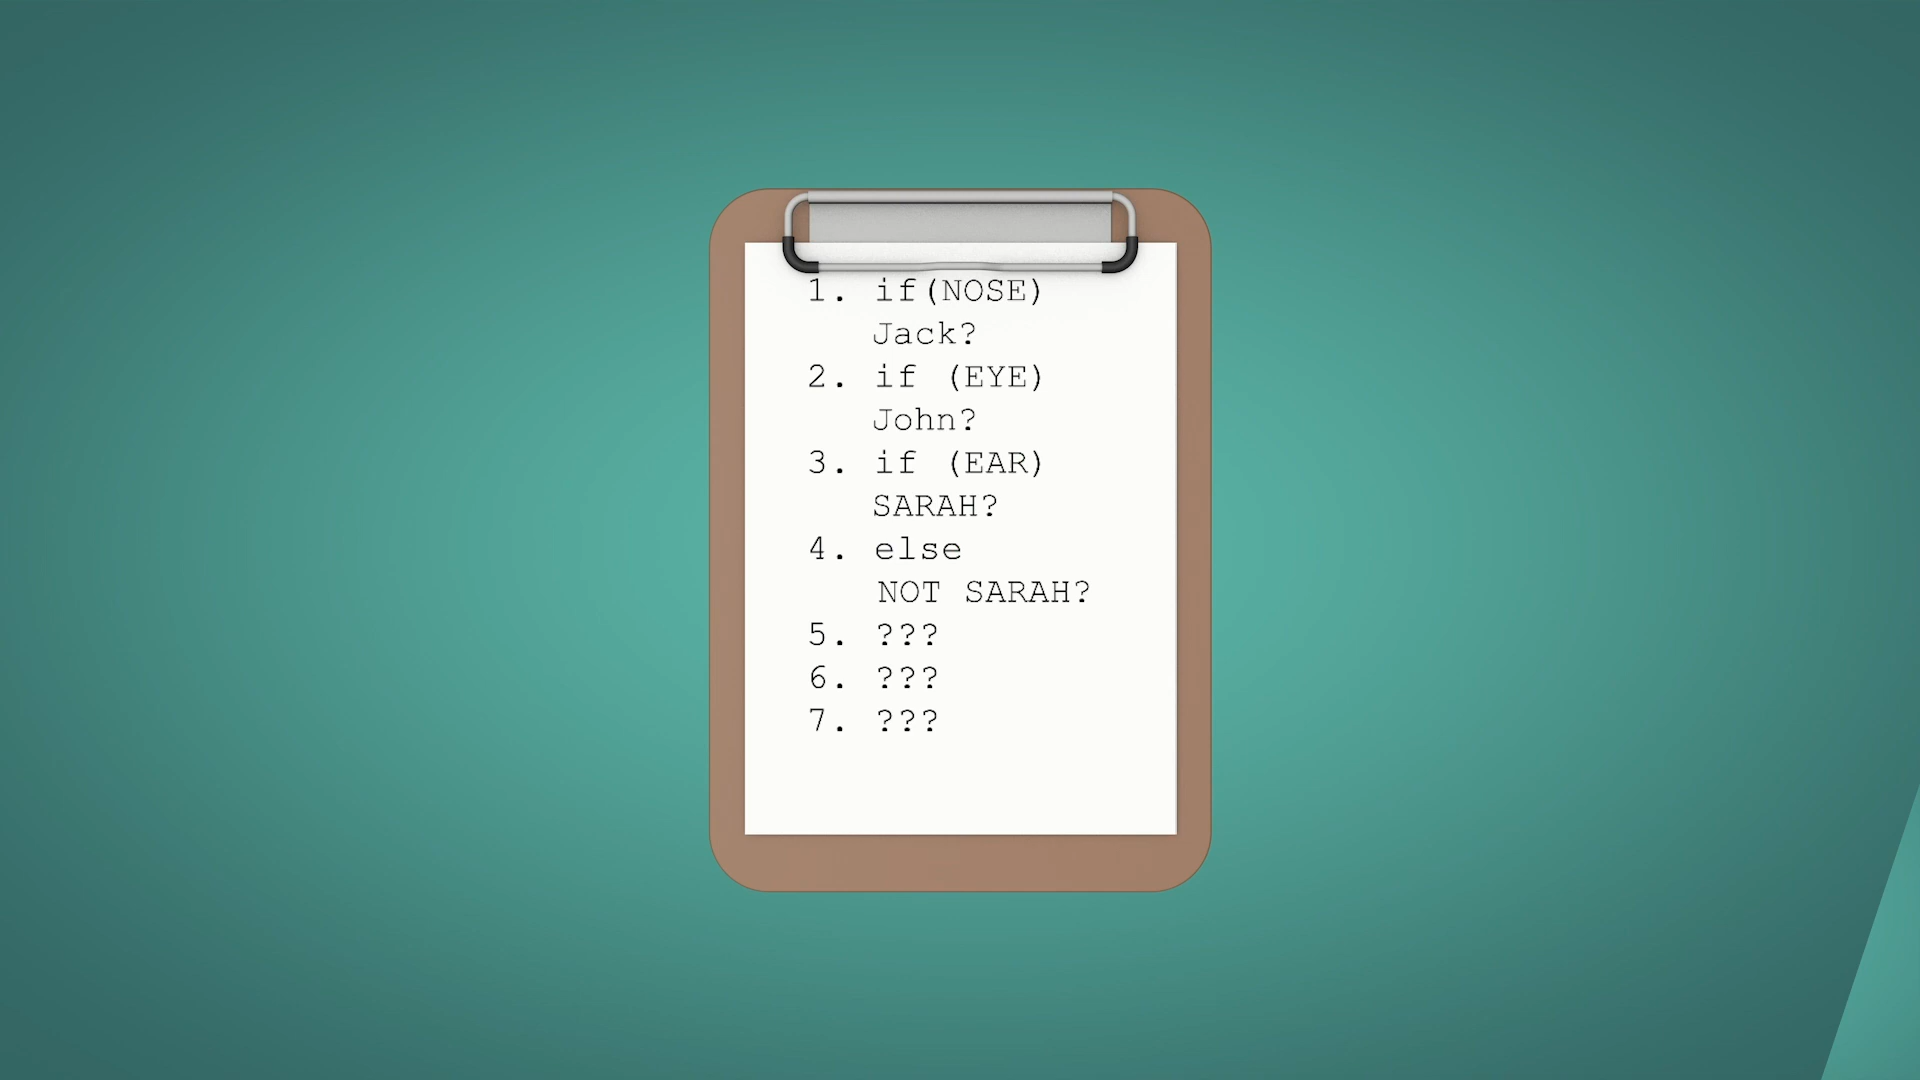 1. if(NOSE)
Jack?
2. if (EYE)
John?
3. if (EAR)
SARAH?
4. else
NOT SARAH?
5. ???
6. ???
7. ???